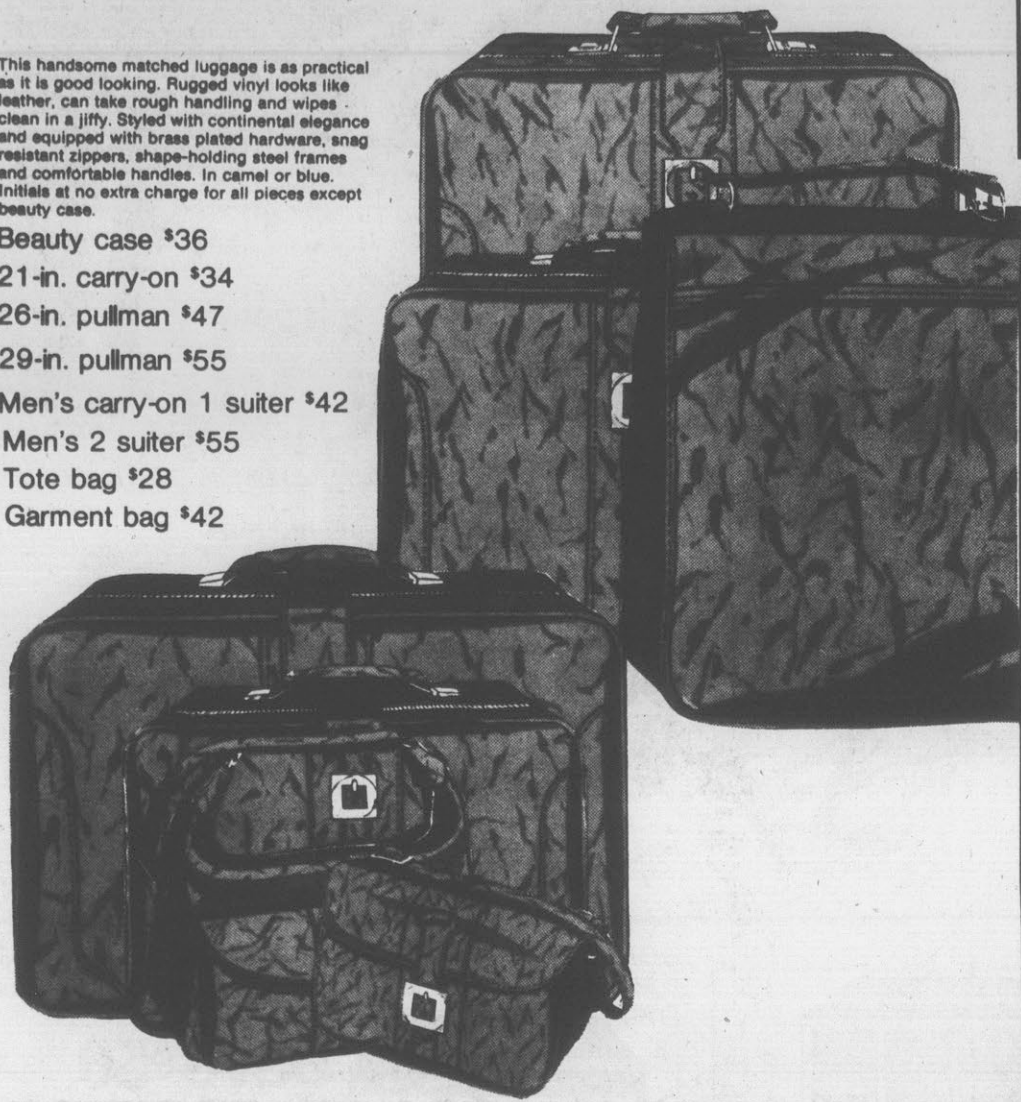 This handsome matched luggage is as practical
as it is good looking. Rugged vinyl looks like
leather, can take rough handling and wipes
clean in a jiffy. Styled with continental elegance
and equipped with brass plated hardware, snag
resistant zippers, shape-holding steel frames
and comfortable handles. In camel or blue.
Initials at no extra charge for all pieces except
beauty case.
Beauty case $36
21-in. carry-on $34
26-in. pullman $47
29-in. pullman $55
Men's carry-on 1 suiter $42
Men's 2 suiter $55
Tote bag $28
Garment bag $42